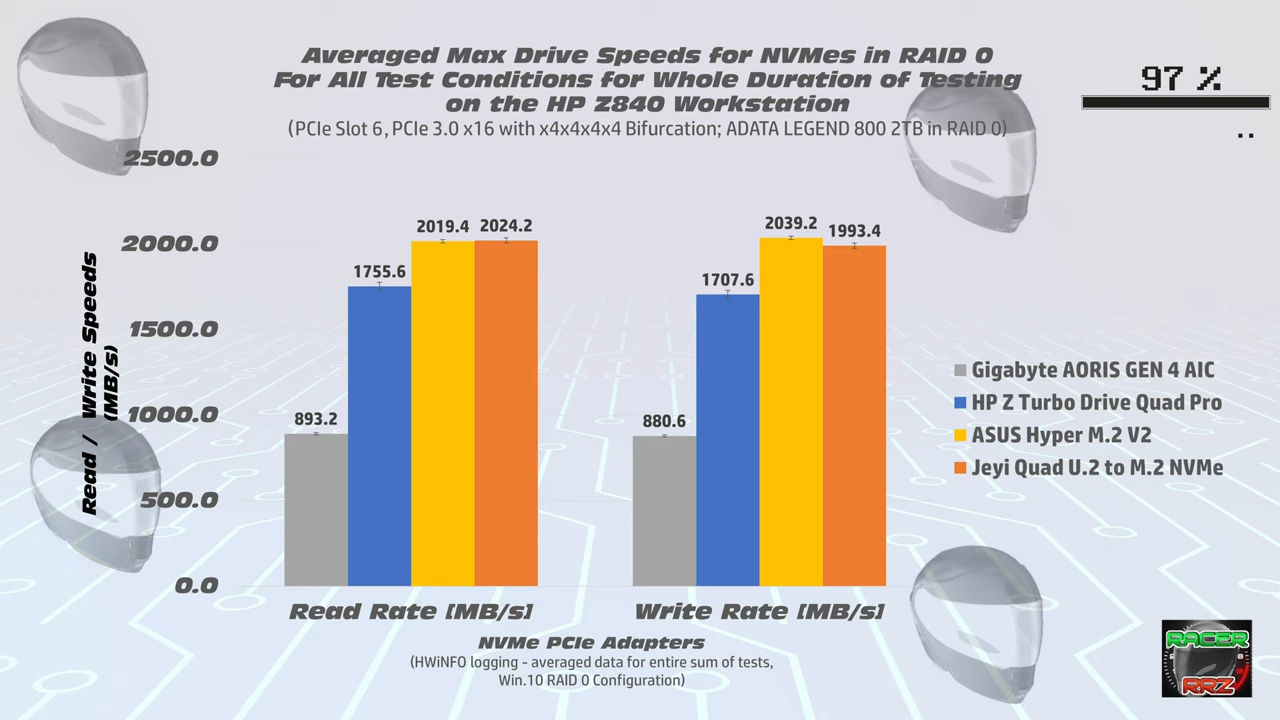 Averaged Max Drive Speeds for NVMes in RAID 0
For All Test Conditions for Whole Duration of Testing
on the HP Z840 Workstation
(PCIe Slot 6, PCIe 3.0 x16 with x4x4x4x4 Bifurcation; ADATA LEGEND 800 2TB in RAID 0)
97 %
..
2500.0
2000.0
1500.0
1000.0
500.0
0.0
Read / Write Speeds
(MB/s)
893.2
1755.6
2019.4
2024.2
880.6
1707.6
2039.2
1993.4
Read Rate [MB/s]
Write Rate [MB/s]
NVMe PCIe Adapters
(HWiNFO logging - averaged data for entire sum of tests,
Win.10 RAID 0 Configuration)
Gigabyte AORIS GEN 4 AIC
HP Z Turbo Drive Quad Pro
ASUS Hyper M.2 V2
Jeyi Quad U.2 to M.2 NVMe
RACER
RRZ